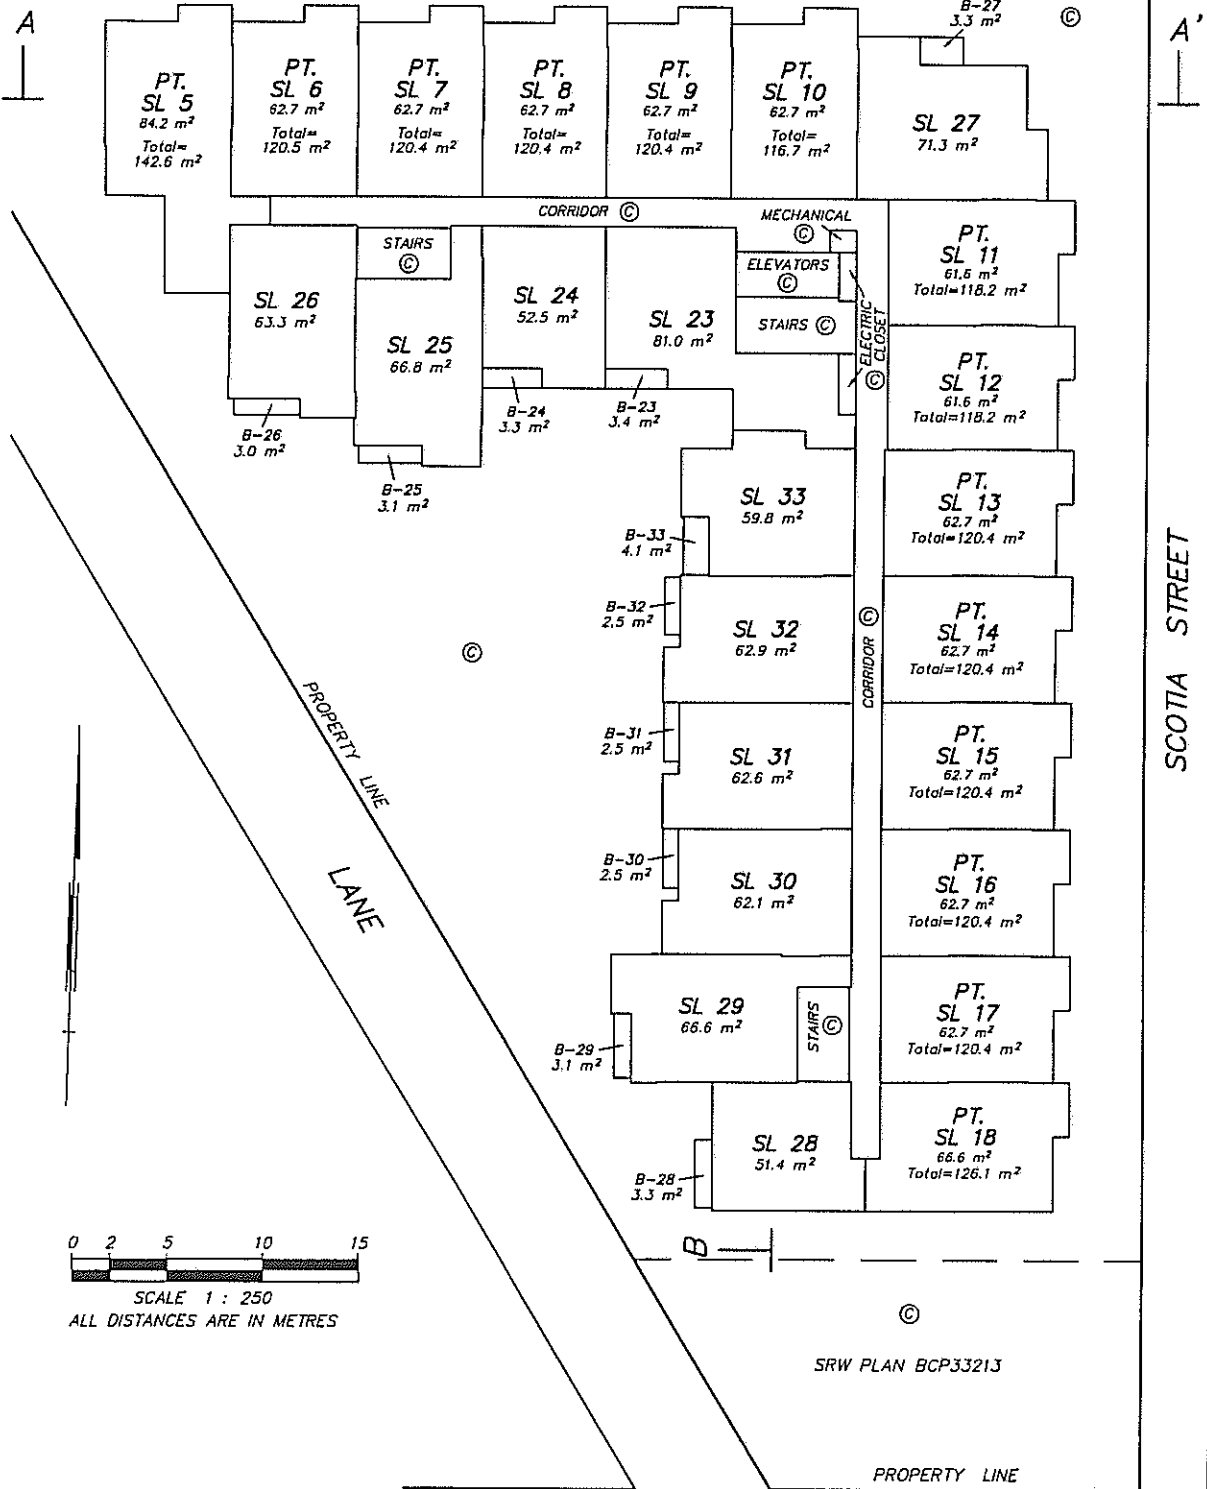 A
B-27
3.3 m²
©
A'
PT.
SL 5
84.2 m²
Total=
142.6 m²
PT.
SL 6
62.7 m²
Total=
120.5 m²
PT.
SL 7
62.7 m²
Total=
120.4 m²
PT.
SL 8
62.7 m²
Total=
120.4 m²
PT.
SL 9
62.7 m²
Total=
120.4 m²
PT.
SL 10
62.7 m²
Total=
116.7 m²
SL 27
71.3 m²
CORRIDOR ©
MECHANICAL
©
STAIRS
©
ELEVATORS
©
STAIRS ©
ELECTRIC
CLOSET
©
PT.
SL 11
61.6 m²
Total=118.2 m²
SL 26
63.3 m²
SL 25
66.8 m²
SL 24
52.5 m²
SL 23
81.0 m²
PT.
SL 12
61.6 m²
Total=118.2 m²
B-26
3.0 m²
B-25
3.1 m²
B-24
3.3 m²
B-23
3.4 m²
SL 33
59.8 m²
PT.
SL 13
62.7 m²
Total=120.4 m²
B-33
4.1 m²
B-32
2.5 m²
SL 32
62.9 m²
CORRIDOR ©
PT.
SL 14
62.7 m²
Total=120.4 m²
SCOTIA STREET
©
PROPERTY LINE
B-31
2.5 m²
SL 31
62.6 m²
PT.
SL 15
62.7 m²
Total=120.4 m²
LANE
B-30
2.5 m²
SL 30
62.1 m²
PT.
SL 16
62.7 m²
Total=120.4 m²
SL 29
66.6 m²
STAIRS ©
PT.
SL 17
62.7 m²
Total=120.4 m²
B-29
3.1 m²
SL 28
51.4 m²
PT.
SL 18
66.6 m²
Total=126.1 m²
B-28
3.3 m²
B
0 2 5 10 15
SCALE 1 : 250
ALL DISTANCES ARE IN METRES
©
SRW PLAN BCP33213
PROPERTY LINE